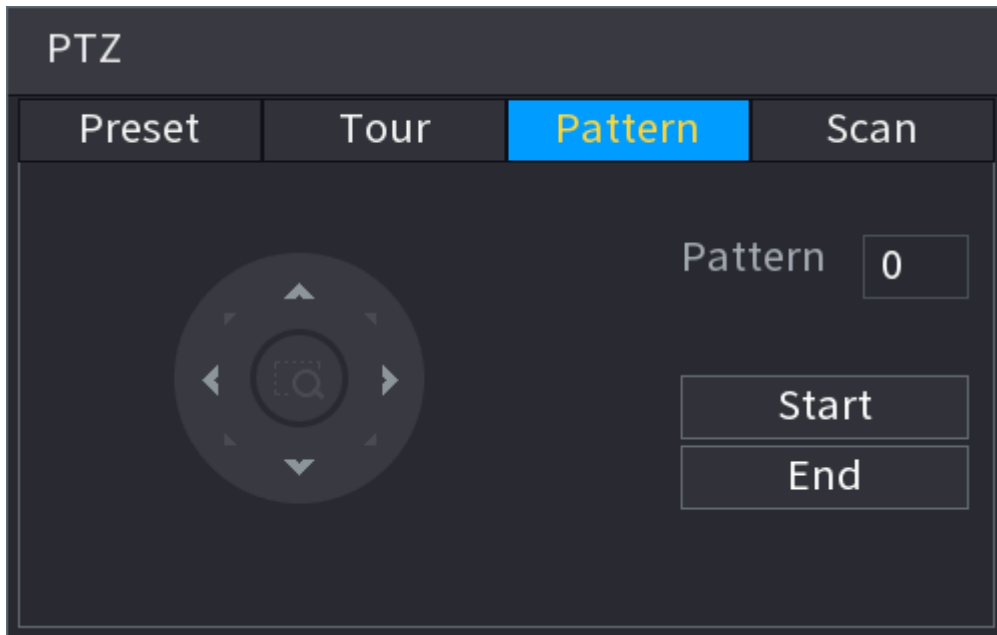 PTZ
Preset Tour Pattern Scan
Pattern 0
Start
End